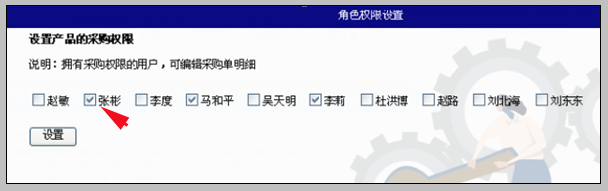 角色权限设置
设置产品的采购权限
说明：拥有采购权限的用户，可编辑采购单明细
赵敏 张彬 李度 马和平 吴天明 李莉 杜洪博 赵路 刘北海 刘东东
设置